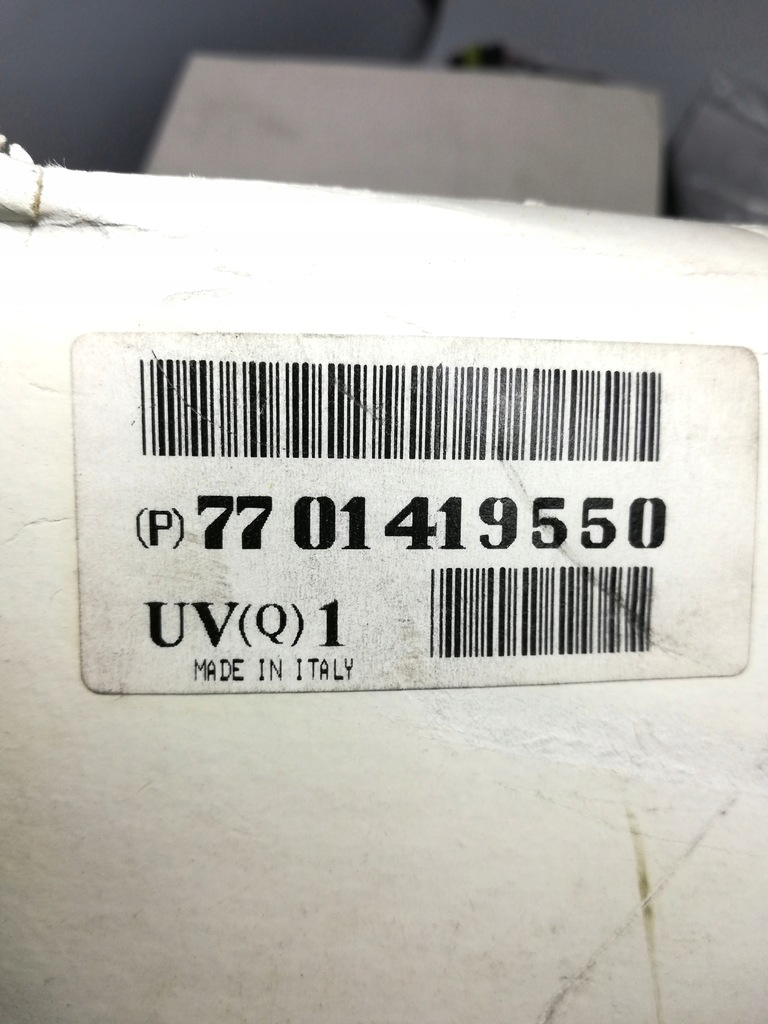 (P) 77 01 419 550
UV(Q) 1
MADE IN ITALY